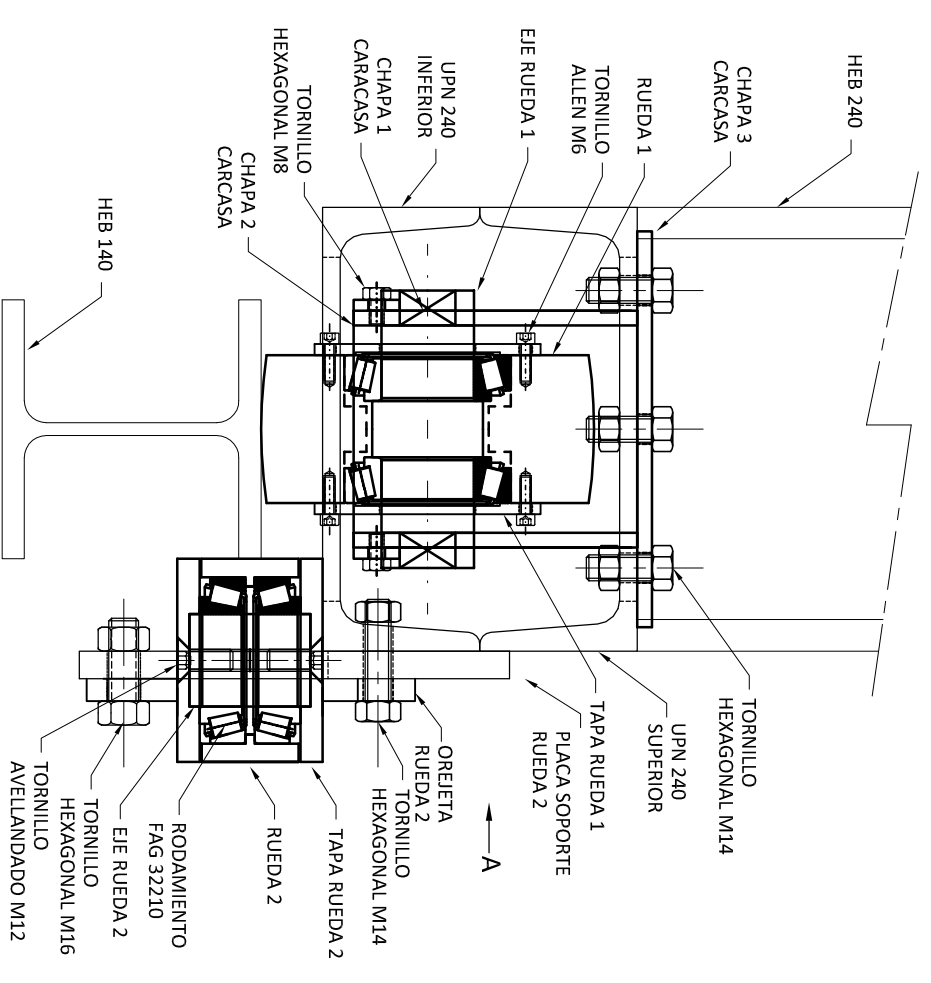 HEB 240
CHAPA 3
CARCASA
RUEDA 1
TORNILLO
ALLEN M6
EJE RUEDA 1
UPN 240
INFERIOR
CHAPA 1
CARACASA
TORNILLO
HEXAGONAL M8
CHAPA 2
CARCASA
HEB 140
TORNILLO
HEXAGONAL M14
UPN 240
SUPERIOR
TAPA RUEDA 1
PLACA SOPORTE
RUEDA 2
A
OREJETA
RUEDA 2
TORNILLO
HEXAGONAL M14
TAPA RUEDA 2
RUEDA 2
RODAMIENTO
FAG 32210
EJE RUEDA 2
TORNILLO
HEXAGONAL M16
TORNILLO
AVELLANDADO M12